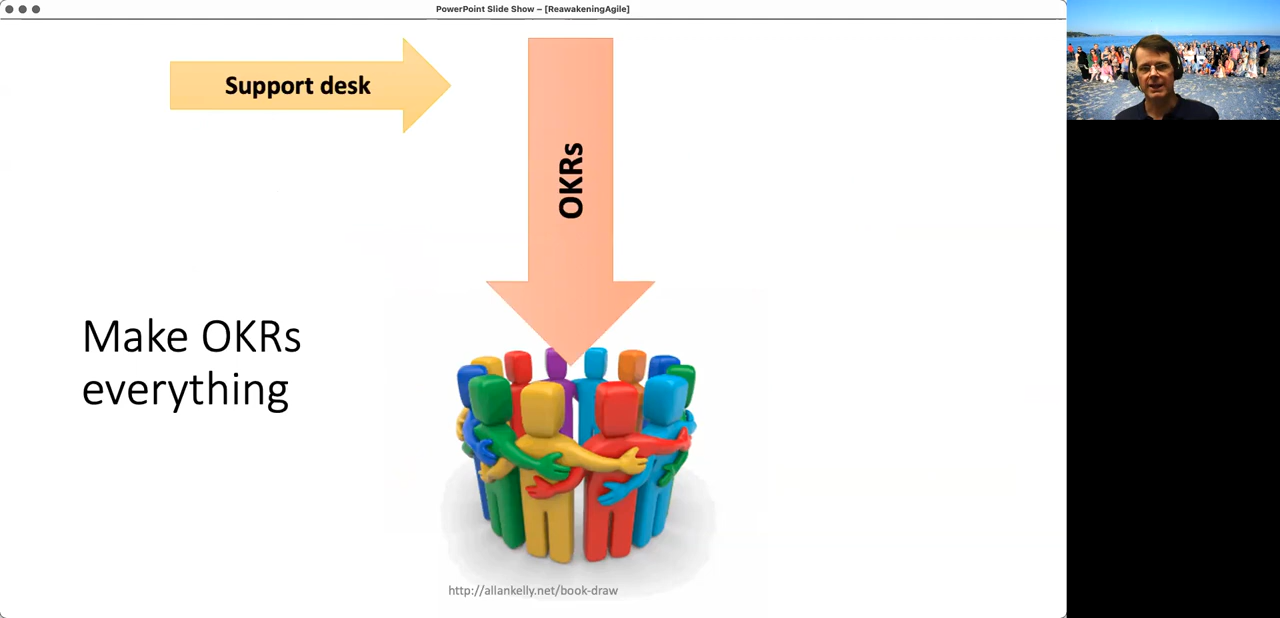 PowerPoint Slide Show – [ReawakeningAgile]
Support desk
OKRs
Make OKRs
everything
http://allankelly.net/book-draw